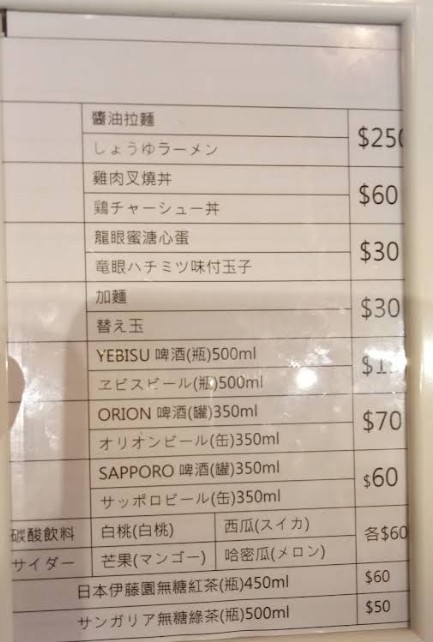 醬油拉麵
しょうゆラーメン
$250
雞肉叉燒丼
鶏チャーシュー丼
$60
龍眼蜜溏心蛋
竜眼ハチミツ味付玉子
$30
加麵
替え玉
$30
YEBISU 啤酒(瓶)500ml
ヱビスビール(瓶)500ml
ORION 啤酒(罐)350ml
オリオンビール(缶)350ml
$70
SAPPORO 啤酒(罐)350ml
サッポロビール(缶)350ml
$60
碳酸飲料 白桃(白桃) 西瓜(スイカ)
サイダー 芒果(マンゴー) 哈密瓜(メロン)
各$60
日本伊藤園無糖紅茶(瓶)450ml $60
サンガリア無糖綠茶(瓶)500ml $50